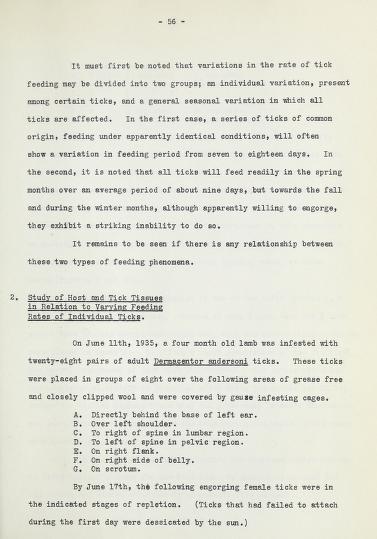 - 56 -
It must first be noted that variations in the rate of tick
feeding may be divided into two groups; an individual variation, present
among certain ticks, and a general seasonal variation in which all
ticks are affected. In the first case, a series of ticks of common
origin, feeding under apparently identical conditions, will often
show a variation in feeding period from seven to eighteen days. In
the second, it is noted that all ticks will feed readily in the spring
months over an average period of about nine days, but towards the fall
and during the winter months, although apparently willing to engorge,
they exhibit a striking inability to do so.
It remains to be seen if there is any relationship between
these two types of feeding phenomena.
2. Study of Host and Tick Tissues
in Relation to Varying Feeding
Rates of Individual Ticks.
On June 11th, 1935, a four month old lamb was infested with
twenty-eight pairs of adult Dermacentor andersoni ticks. These ticks
were placed in groups of eight over the following areas of grease free
and closely clipped wool and were covered by gauze infesting cages.
A. Directly behind the base of left ear.
B. Over left shoulder.
C. To right of spine in lumbar region.
D. To left of spine in pelvic region.
E. On right flank.
F. On right side of belly.
G. On scrotum.
By June 17th, the following engorging female ticks were in
the indicated stages of repletion. (Ticks that had failed to attach
during the first day were dessicated by the sun.)